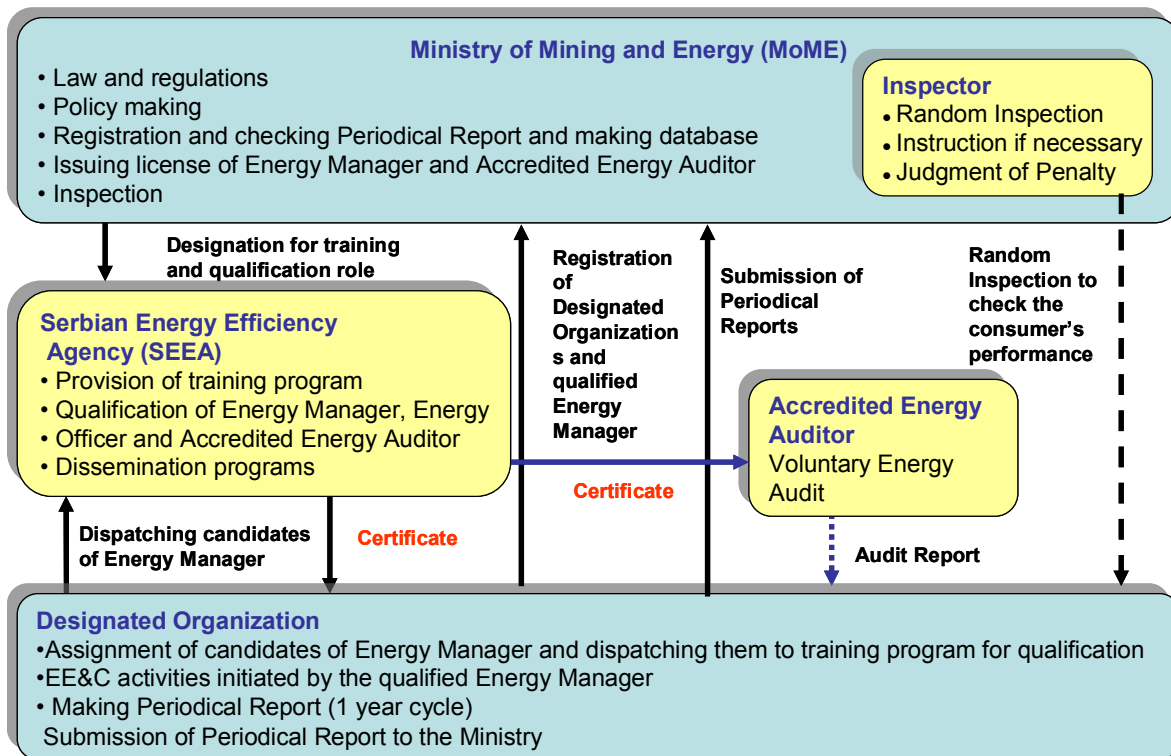 Ministry of Mining and Energy (MoME)
• Law and regulations
• Policy making
• Registration and checking Periodical Report and making database
• Issuing license of Energy Manager and Accredited Energy Auditor
• Inspection
Inspector
• Random Inspection
• Instruction if necessary
• Judgment of Penalty
Designation for training
and qualification role
Registration
of
Designated
Organization
s and
qualified
Energy
Manager
Submission of
Periodical
Reports
Random
Inspection to
check the
consumer’s
performance
Serbian Energy Efficiency
Agency (SEEA)
• Provision of training program
• Qualification of Energy Manager, Energy
• Officer and Accredited Energy Auditor
• Dissemination programs
Accredited Energy
Auditor
Voluntary Energy
Audit
Certificate
Dispatching candidates
of Energy Manager
Certificate
Audit Report
Designated Organization
•Assignment of candidates of Energy Manager and dispatching them to training program for qualification
•EE&C activities initiated by the qualified Energy Manager
• Making Periodical Report (1 year cycle)
Submission of Periodical Report to the Ministry